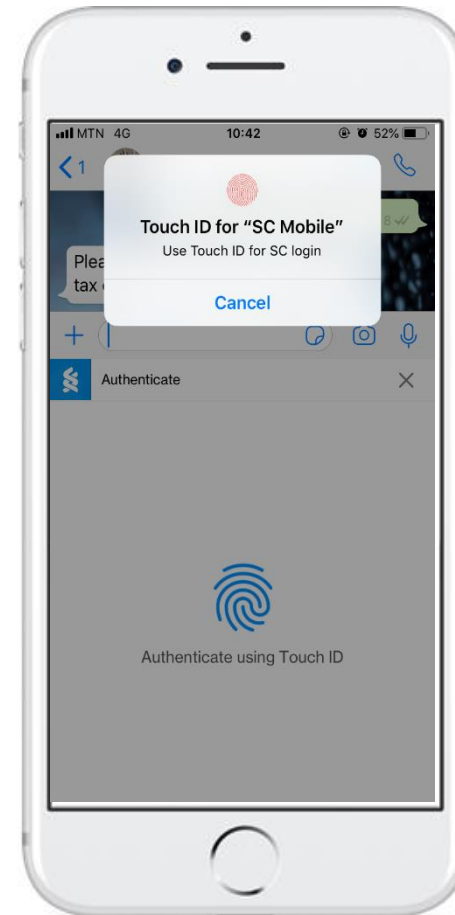 MTN 4G 10:42 52%
1
Touch ID for “SC Mobile”
Use Touch ID for SC login
Cancel
8
Plea
tax
Authenticate
Authenticate using Touch ID